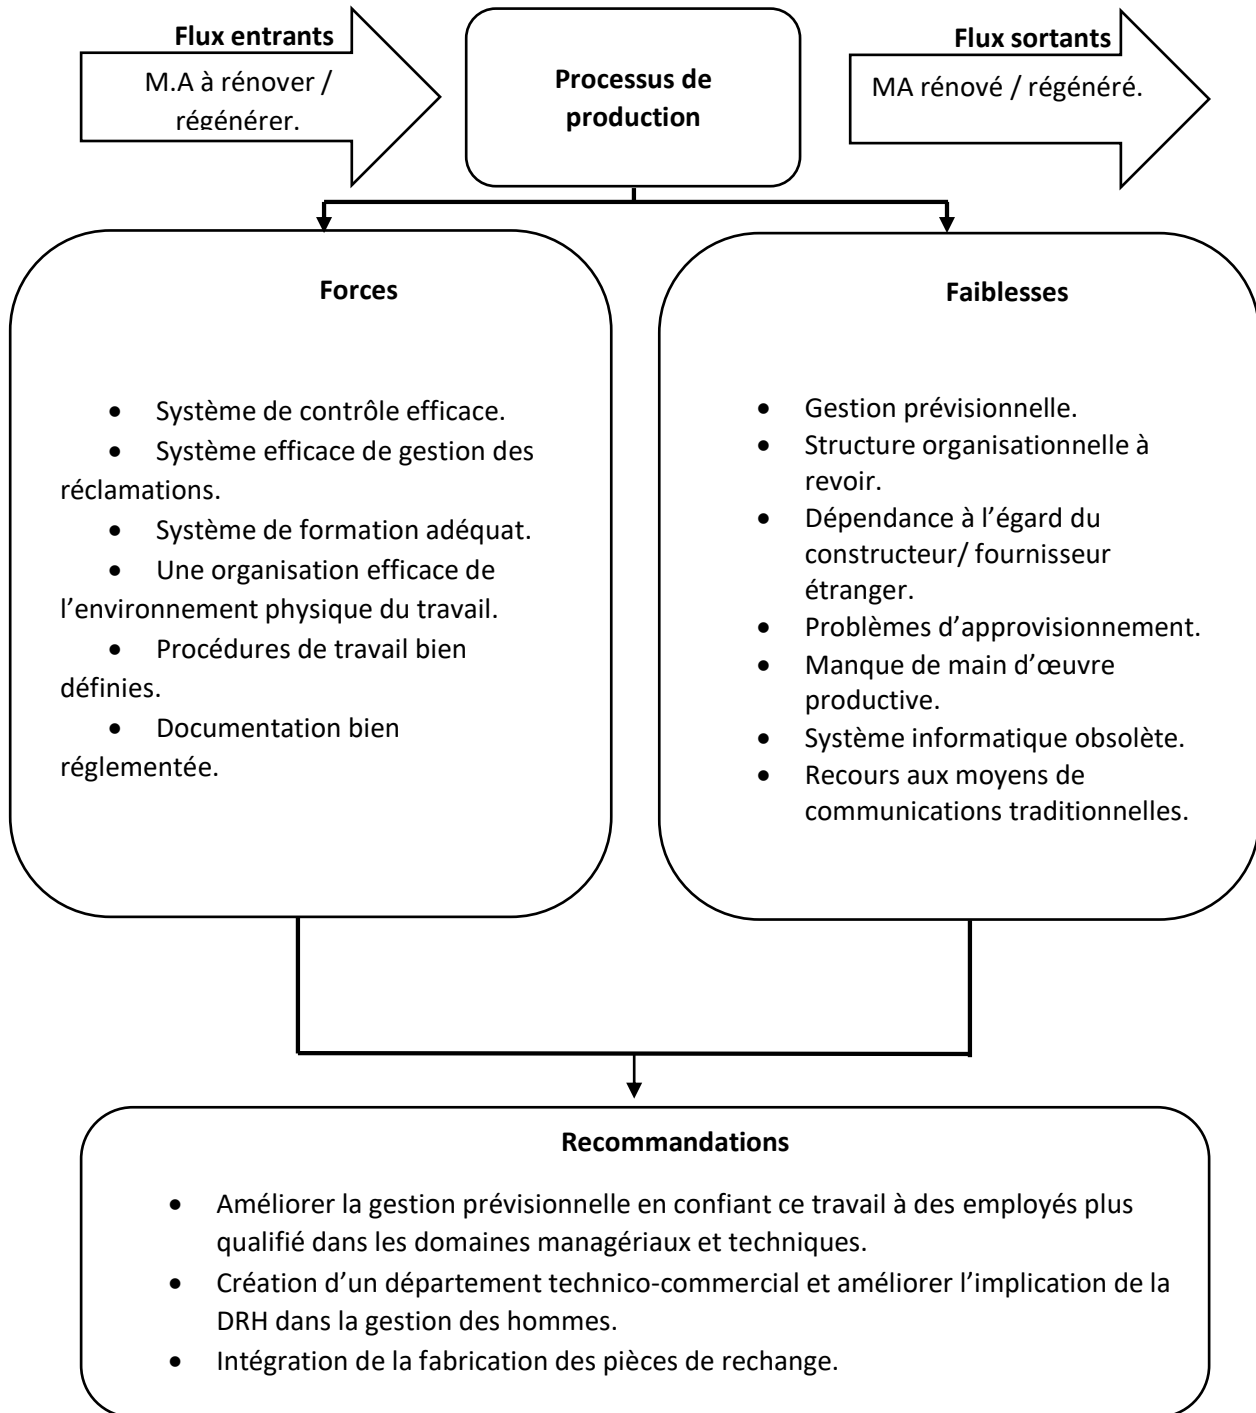 Flux entrants
M.A à rénover /
régénérer.
Processus de
production
Flux sortants
MA rénové / régénéré.
Forces
• Système de contrôle efficace.
• Système efficace de gestion des
réclamations.
• Système de formation adéquat.
• Une organisation efficace de
l’environnement physique du travail.
• Procédures de travail bien
définies.
• Documentation bien
réglementée.
Faiblesses
• Gestion prévisionnelle.
• Structure organisationnelle à
revoir.
• Dépendance à l’égard du
constructeur/ fournisseur
étranger.
• Problèmes d’approvisionnement.
• Manque de main d’œuvre
productive.
• Système informatique obsolète.
• Recours aux moyens de
communications traditionnelles.
Recommandations
• Améliorer la gestion prévisionnelle en confiant ce travail à des employés plus
qualifié dans les domaines managériaux et techniques.
• Création d’un département technico-commercial et améliorer l’implication de la
DRH dans la gestion des hommes.
• Intégration de la fabrication des pièces de rechange.